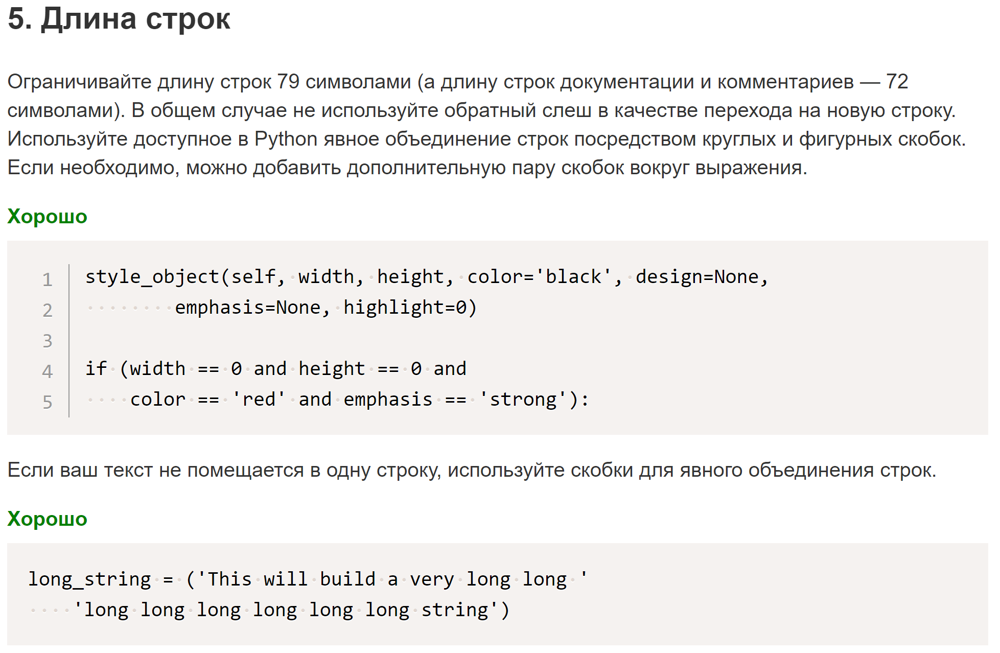 5. Длина строк
Ограничивайте длину строк 79 символами (а длину строк документации и комментариев — 72
символами). В общем случае не используйте обратный слеш в качестве перехода на новую строку.
Используйте доступное в Python явное объединение строк посредством круглых и фигурных скобок.
Если необходимо, можно добавить дополнительную пару скобок вокруг выражения.
Хорошо
1 style_object(self, width, height, color='black', design=None,
2         emphasis=None, highlight=0)
3
4 if (width == 0 and height == 0 and
5     color == 'red' and emphasis == 'strong'):
Если ваш текст не помещается в одну строку, используйте скобки для явного объединения строк.
Хорошо
long_string = ('This will build a very long long '
    'long long long long long long string')